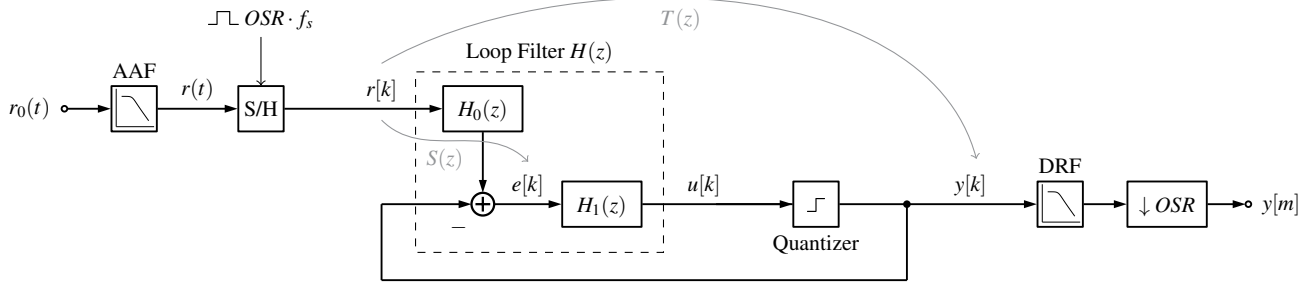 OSR · f_s
T(z)
Loop Filter H(z)
AAF
r_0(t)
r(t)
S/H
r[k]
H_0(z)
S(z)
e[k]
H_1(z)
u[k]
y[k]
DRF
↓ OSR
y[m]
−
Quantizer